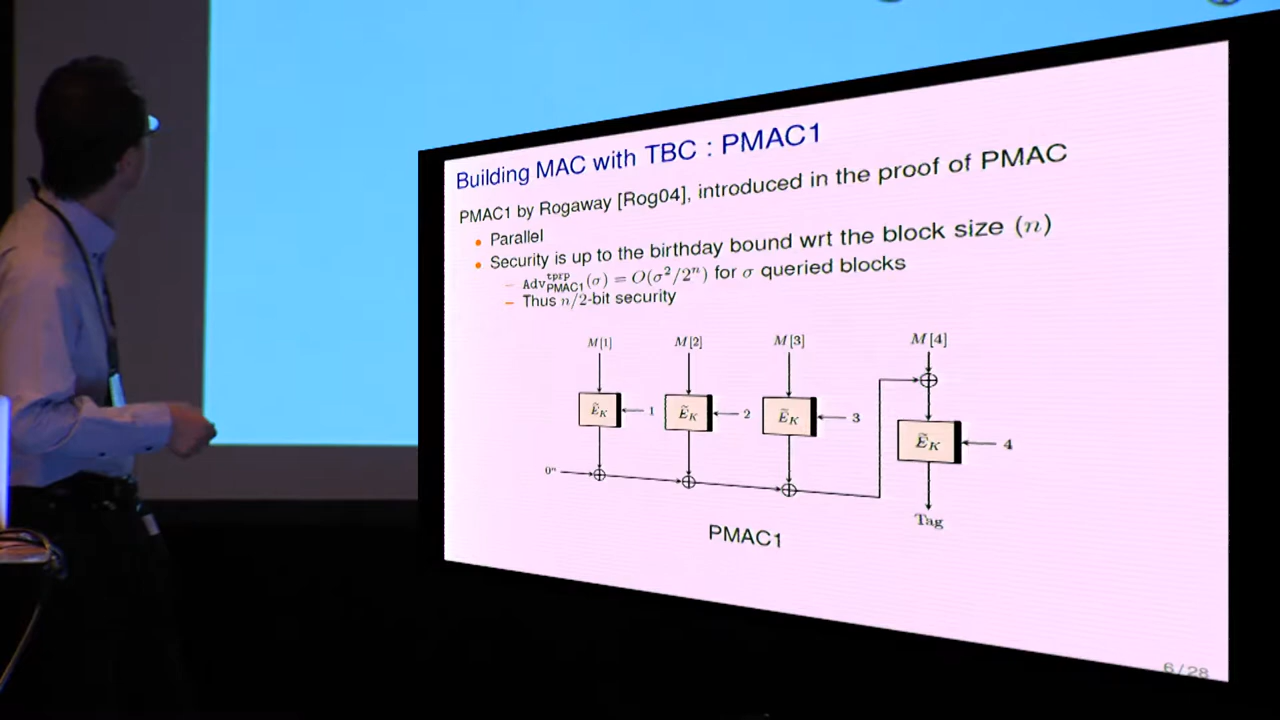 Building MAC with TBC : PMAC1
PMAC1 by Rogaway [Rog04], introduced in the proof of PMAC
• Parallel
• Security is up to the birthday bound wrt the block size (n)
– Adv^{tprp}_{PMAC1}(σ) = O(σ²/2ⁿ) for σ queried blocks
– Thus n/2-bit security
M[1] M[2] M[3] M[4]
Ẽ_K 1 Ẽ_K 2 Ẽ_K 3 Ẽ_K 4
0ⁿ
Tag
PMAC1
6/28